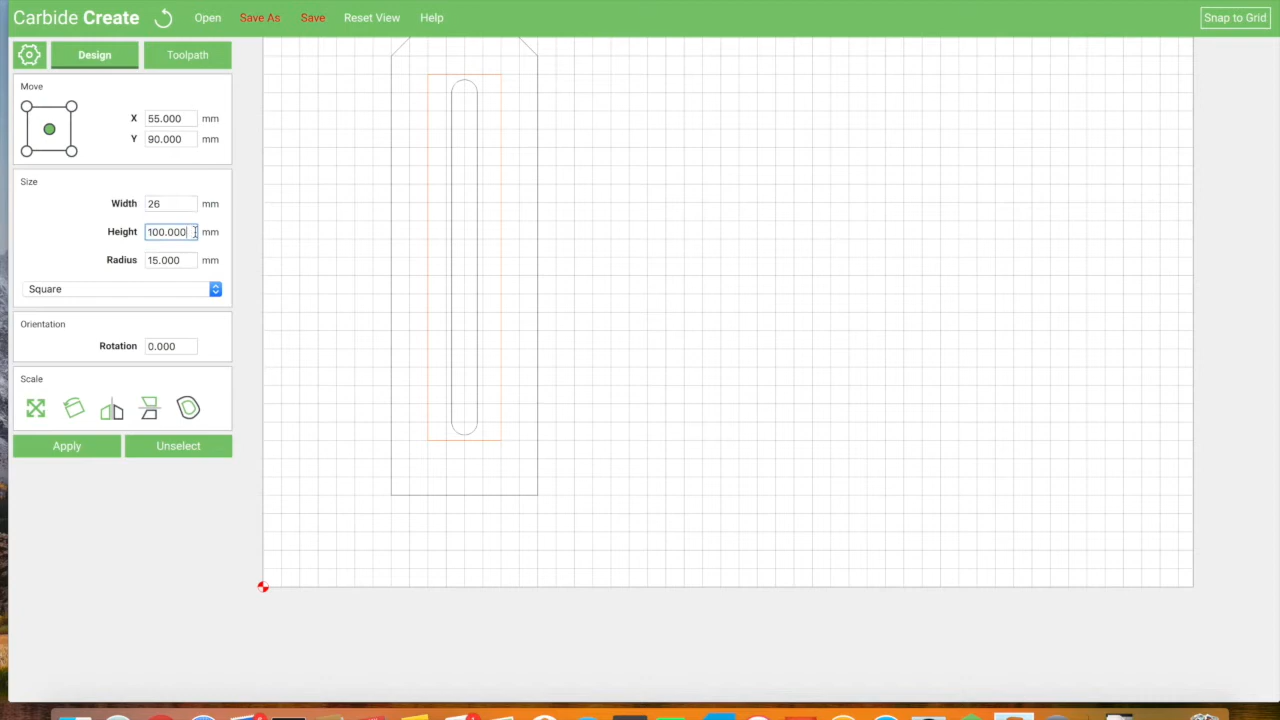 Carbide Create Open Save As Save Reset View Help Snap to Grid
Design Toolpath
Move
X 55.000 mm
Y 90.000 mm
Size
Width 26 mm
Height 100.000 mm
Radius 15.000 mm
Square
Orientation
Rotation 0.000
Scale
Apply Unselect